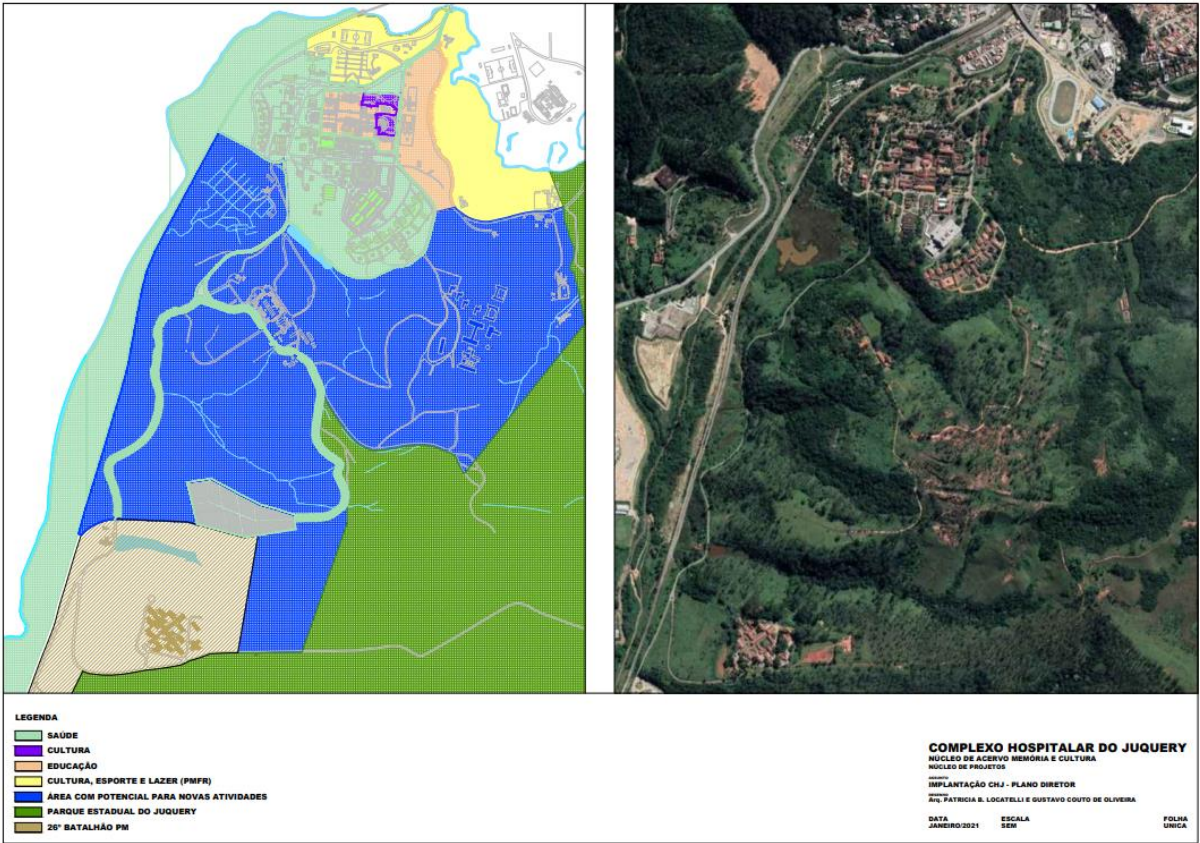 LEGENDA
SAÚDE
CULTURA
EDUCAÇÃO
CULTURA, ESPORTE E LAZER (PMFR)
ÁREA COM POTENCIAL PARA NOVAS ATIVIDADES
PARQUE ESTADUAL DO JUQUERY
26º BATALHÃO PM
COMPLEXO HOSPITALAR DO JUQUERY
NÚCLEO DE ACERVO MEMÓRIA E CULTURA
NÚCLEO DE PROJETOS
ASSUNTO
IMPLANTAÇÃO CHJ - PLANO DIRETOR
Arq. PATRICIA B. LOCATELLI E GUSTAVO COUTO DE OLIVEIRA
DATA ESCALA FOLHA
JANEIRO/2021 SEM UNICA